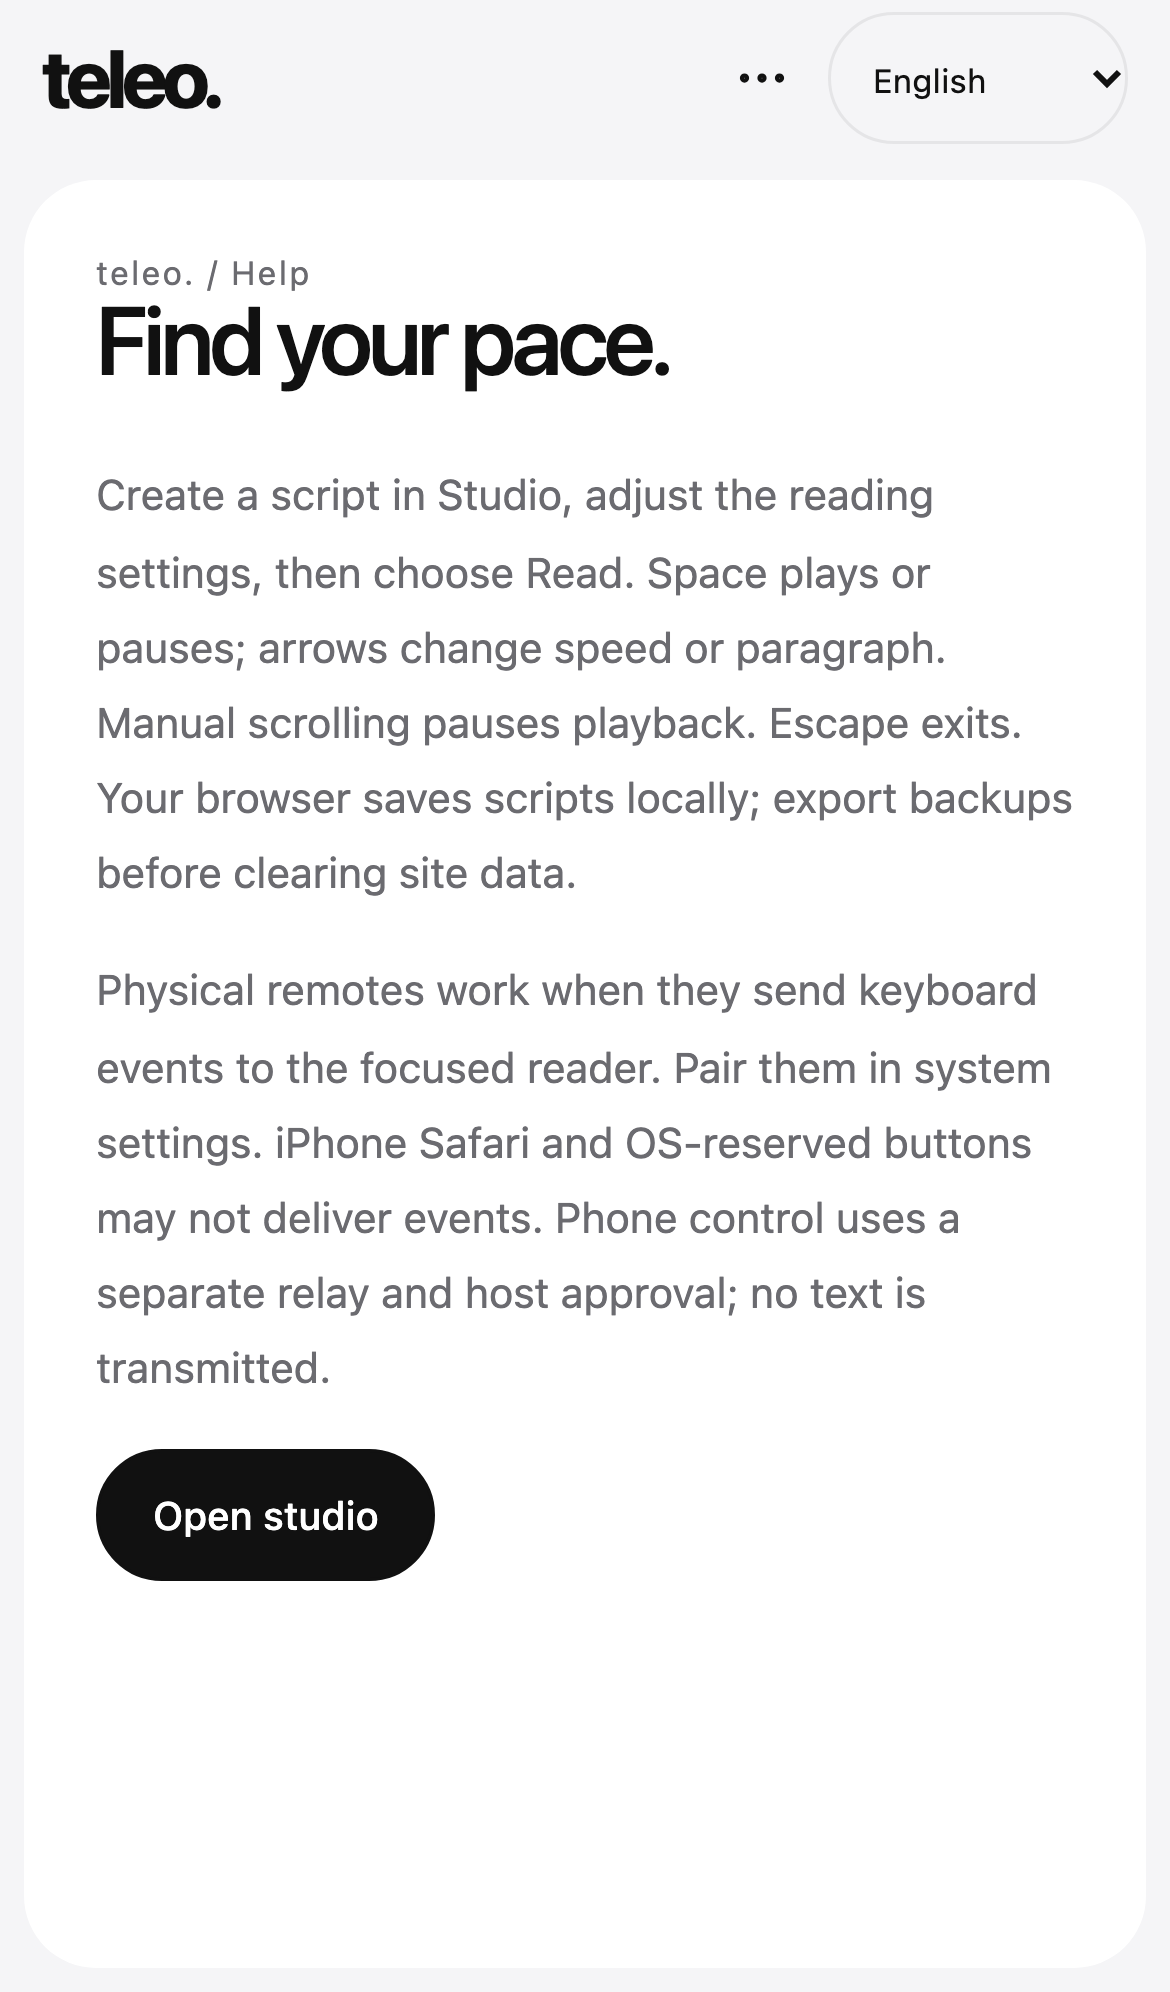 teleo.
English
teleo. / Help
Find your pace.
Create a script in Studio, adjust the reading
settings, then choose Read. Space plays or
pauses; arrows change speed or paragraph.
Manual scrolling pauses playback. Escape exits.
Your browser saves scripts locally; export backups
before clearing site data.
Physical remotes work when they send keyboard
events to the focused reader. Pair them in system
settings. iPhone Safari and OS-reserved buttons
may not deliver events. Phone control uses a
separate relay and host approval; no text is
transmitted.
Open studio